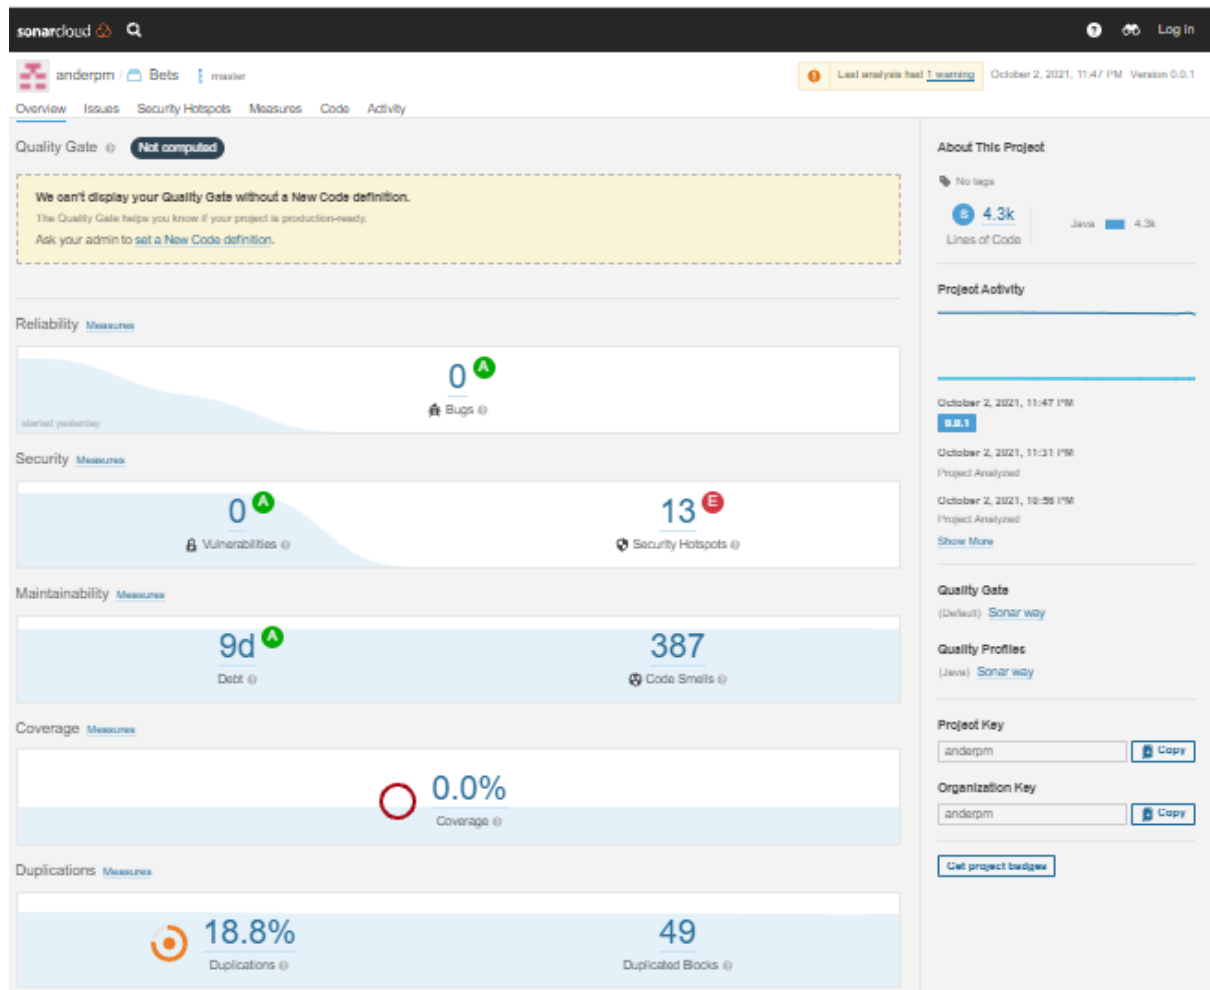 sonarcloud
Log in
anderpm / Bets master
Last analysis had 1 warning October 2, 2021, 11:47 PM Version 0.0.1
Overview Issues Security Hotspots Measures Code Activity
Quality Gate Not computed
We can't display your Quality Gate without a New Code definition.
The Quality Gate helps you know if your project is production-ready.
Ask your admin to set a New Code definition.
Reliability Measures
0 A
Bugs
started yesterday
Security Measures
0 A
Vulnerabilities
13 E
Security Hotspots
Maintainability Measures
9d A
Debt
387
Code Smells
Coverage Measures
0.0%
Coverage
Duplications Measures
18.8%
Duplications
49
Duplicated Blocks
About This Project
No tags
S 4.3k
Lines of Code
Java 4.3k
Project Activity
October 2, 2021, 11:47 PM
0.0.1
October 2, 2021, 11:31 PM
Project Analyzed
October 2, 2021, 10:56 PM
Project Analyzed
Show More
Quality Gate
(Default) Sonar way
Quality Profiles
(Java) Sonar way
Project Key
anderpm Copy
Organization Key
anderpm Copy
Get project badges